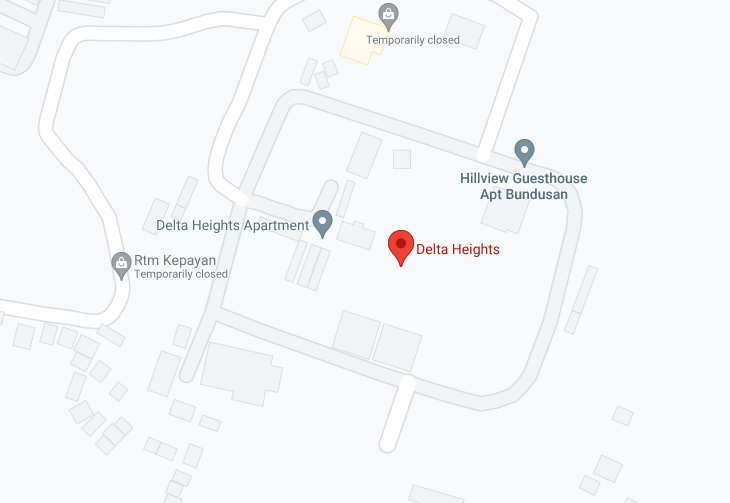 Temporarily closed
Hillview Guesthouse
Apt Bundusan
Delta Heights Apartment
Delta Heights
Rtm Kepayan
Temporarily closed